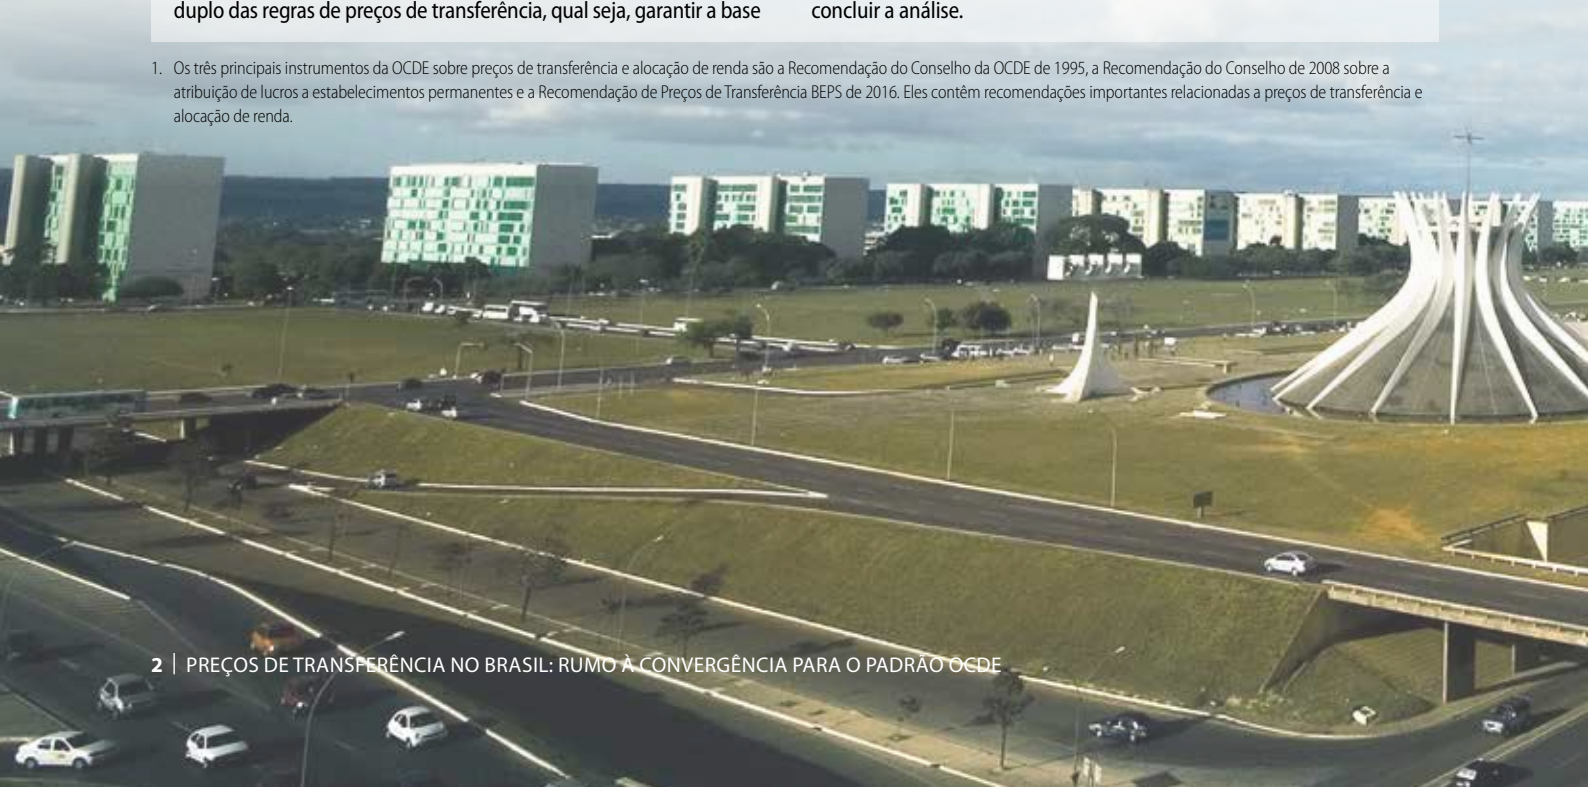 duplo das regras de preços de transferência, qual seja, garantir a base
concluir a análise.
1. Os três principais instrumentos da OCDE sobre preços de transferência e alocação de renda são a Recomendação do Conselho da OCDE de 1995, a Recomendação do Conselho de 2008 sobre a
atribuição de lucros a estabelecimentos permanentes e a Recomendação de Preços de Transferência BEPS de 2016. Eles contêm recomendações importantes relacionadas a preços de transferência e
alocação de renda.
2 | PREÇOS DE TRANSFERÊNCIA NO BRASIL: RUMO À CONVERGÊNCIA PARA O PADRÃO OCDE